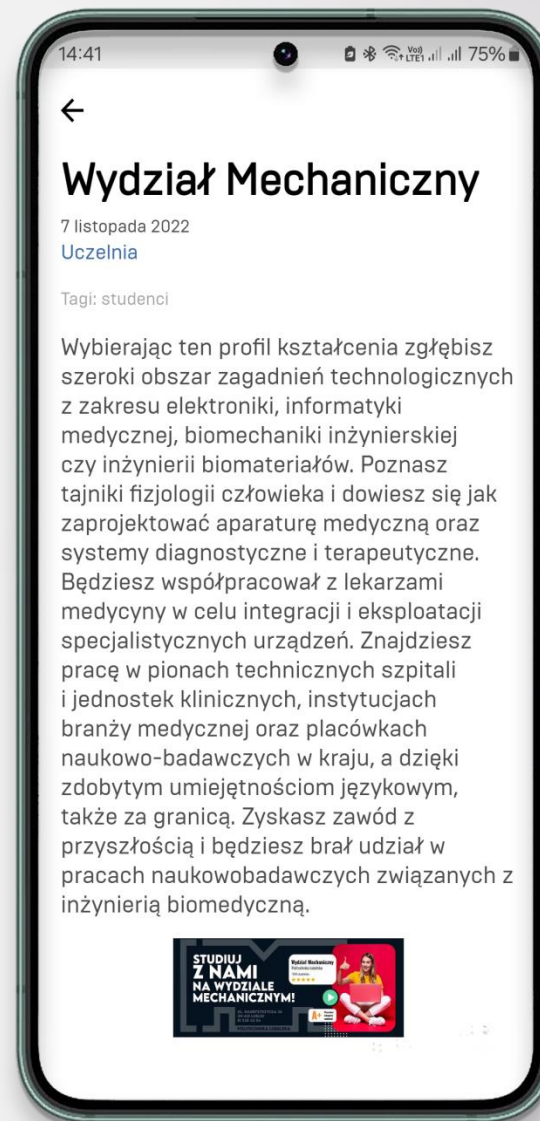 14:41
75%
Wydział Mechaniczny
7 listopada 2022
Uczelnia
Tagi: studenci
Wybierając ten profil kształcenia zgłębisz
szeroki obszar zagadnień technologicznych
z zakresu elektroniki, informatyki
medycznej, biomechaniki inżynierskiej
czy inżynierii biomateriałów. Poznasz
tajniki fizjologii człowieka i dowiesz się jak
zaprojektować aparaturę medyczną oraz
systemy diagnostyczne i terapeutyczne.
Będziesz współpracował z lekarzami
medycyny w celu integracji i eksploatacji
specjalistycznych urządzeń. Znajdziesz
pracę w pionach technicznych szpitali
i jednostek klinicznych, instytucjach
branży medycznej oraz placówkach
naukowo-badawczych w kraju, a dzięki
zdobytym umiejętnościom językowym,
także za granicą. Zyskasz zawód z
przyszłością i będziesz brał udział w
pracach naukowobadawczych związanych z
inżynierią biomedyczną.
STUDIUJ
Z NAMI
NA WYDZIALE
MECHANICZNYM!
Wydział Mechaniczny
A+